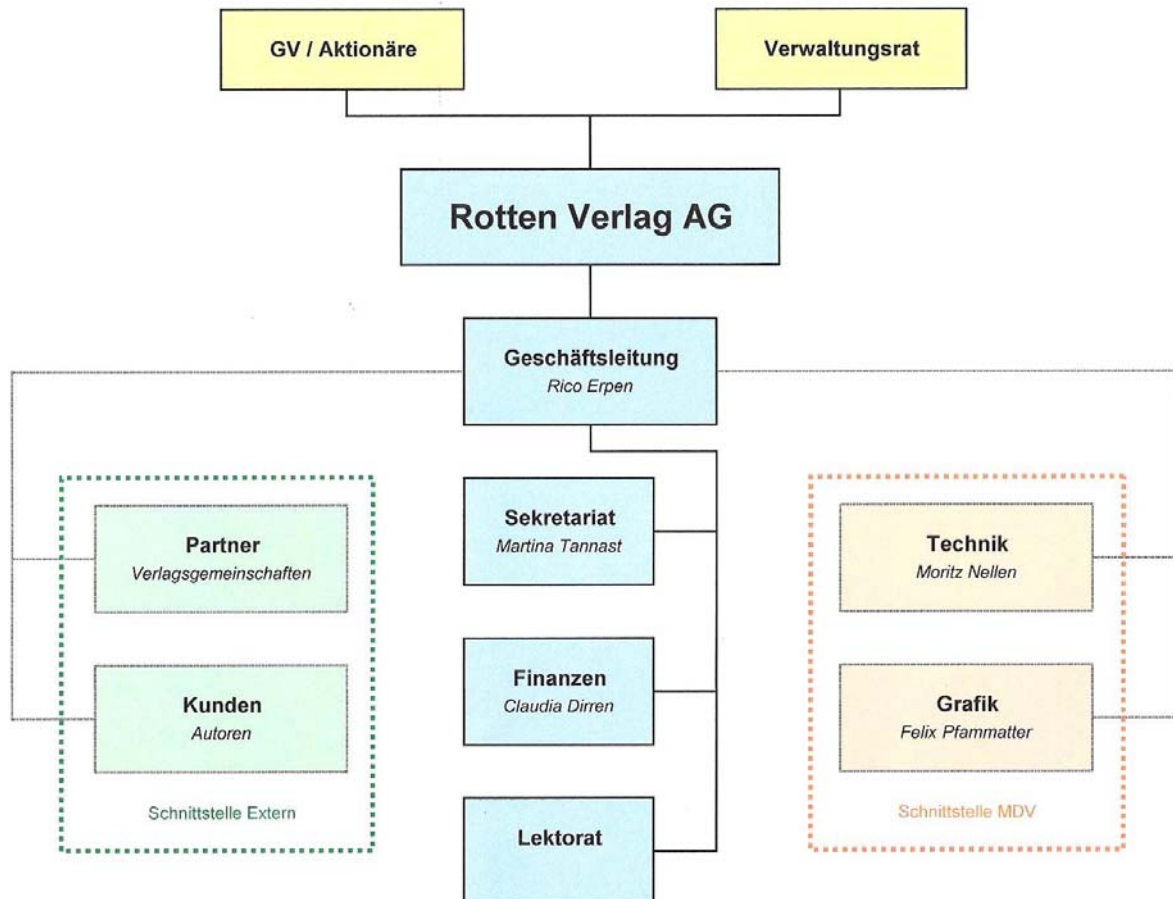 GV / Aktionäre
Verwaltungsrat
Rotten Verlag AG
Geschäftsleitung
Rico Erpen
Partner
Verlagsgemeinschaften
Kunden
Autoren
Schnittstelle Extern
Sekretariat
Martina Tannast
Finanzen
Claudia Dirren
Lektorat
Technik
Moritz Nellen
Grafik
Felix Pfammatter
Schnittstelle MDV